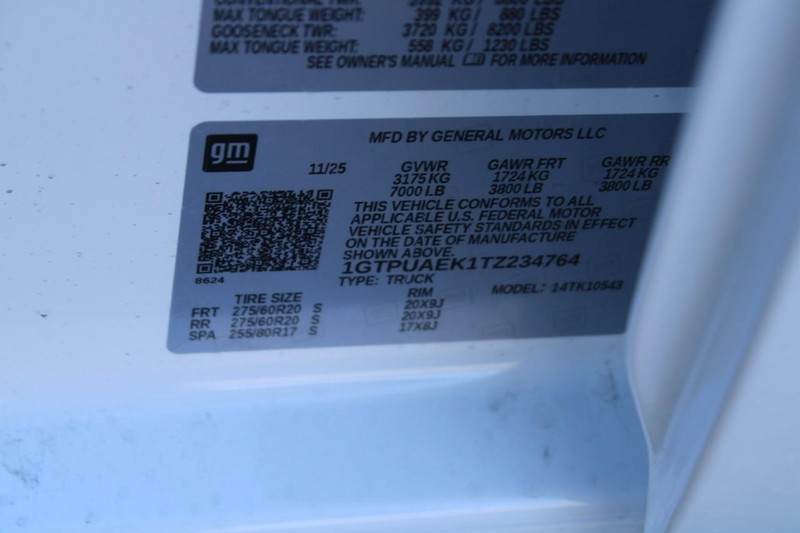 MAX TONGUE WEIGHT: 399 KG / 880 LBS
GOOSENECK TWR: 3720 KG / 8200 LBS
MAX TONGUE WEIGHT: 558 KG / 1230 LBS
SEE OWNER'S MANUAL FOR MORE INFORMATION
gm
MFD BY GENERAL MOTORS LLC
11/25 GVWR GAWR FRT GAWR RR
3175 KG 1724 KG 1724 KG
7000 LB 3800 LB 3800 LB
THIS VEHICLE CONFORMS TO ALL
APPLICABLE U.S. FEDERAL MOTOR
VEHICLE SAFETY STANDARDS IN EFFECT
ON THE DATE OF MANUFACTURE
SHOWN ABOVE.
1GTPUAEK1TZ234764
8624
TYPE: TRUCK MODEL: 14TK10543
TIRE SIZE RIM
FRT 275/60R20 S 20X9J
RR 275/60R20 S 20X9J
SPA 255/80R17 S 17X8J